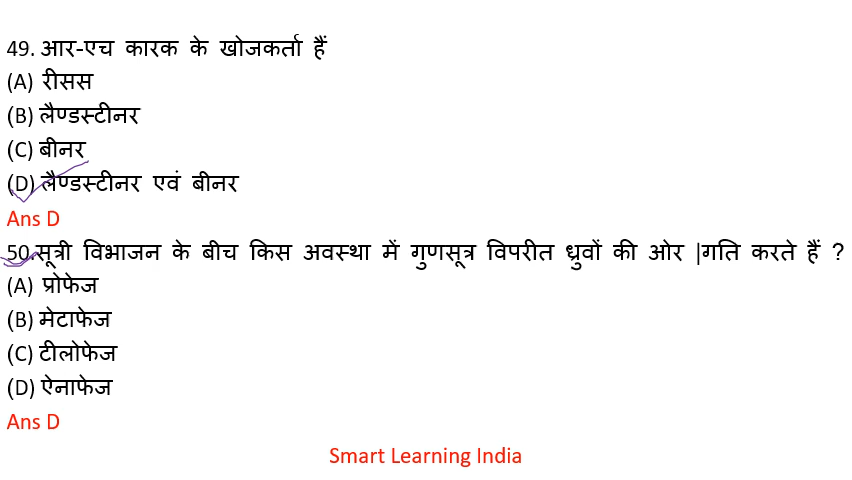 49. आर-एच कारक के खोजकर्ता हैं
(A) रीसस
(B) लैण्डस्टीनर
(C) बीनर
(D) लैण्डस्टीनर एवं बीनर
Ans D
50.सूत्री विभाजन के बीच किस अवस्था में गुणसूत्र विपरीत ध्रुवों की ओर |गति करते हैं ?
(A) प्रोफेज
(B) मेटाफेज
(C) टीलोफेज
(D) ऐनाफेज
Ans D
Smart Learning India